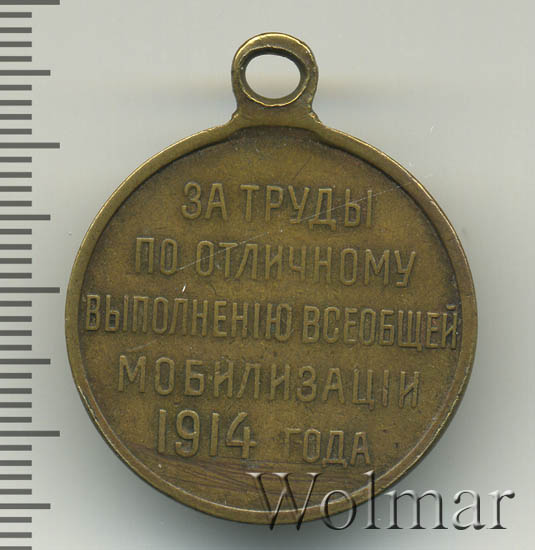 ЗА ТРУДЫ
ПО ОТЛИЧНОМУ
ВЫПОЛНЕНІЮ ВСЕОБЩЕЙ
МОБИЛИЗАЦІИ
1914 ГОДА
Wolmar